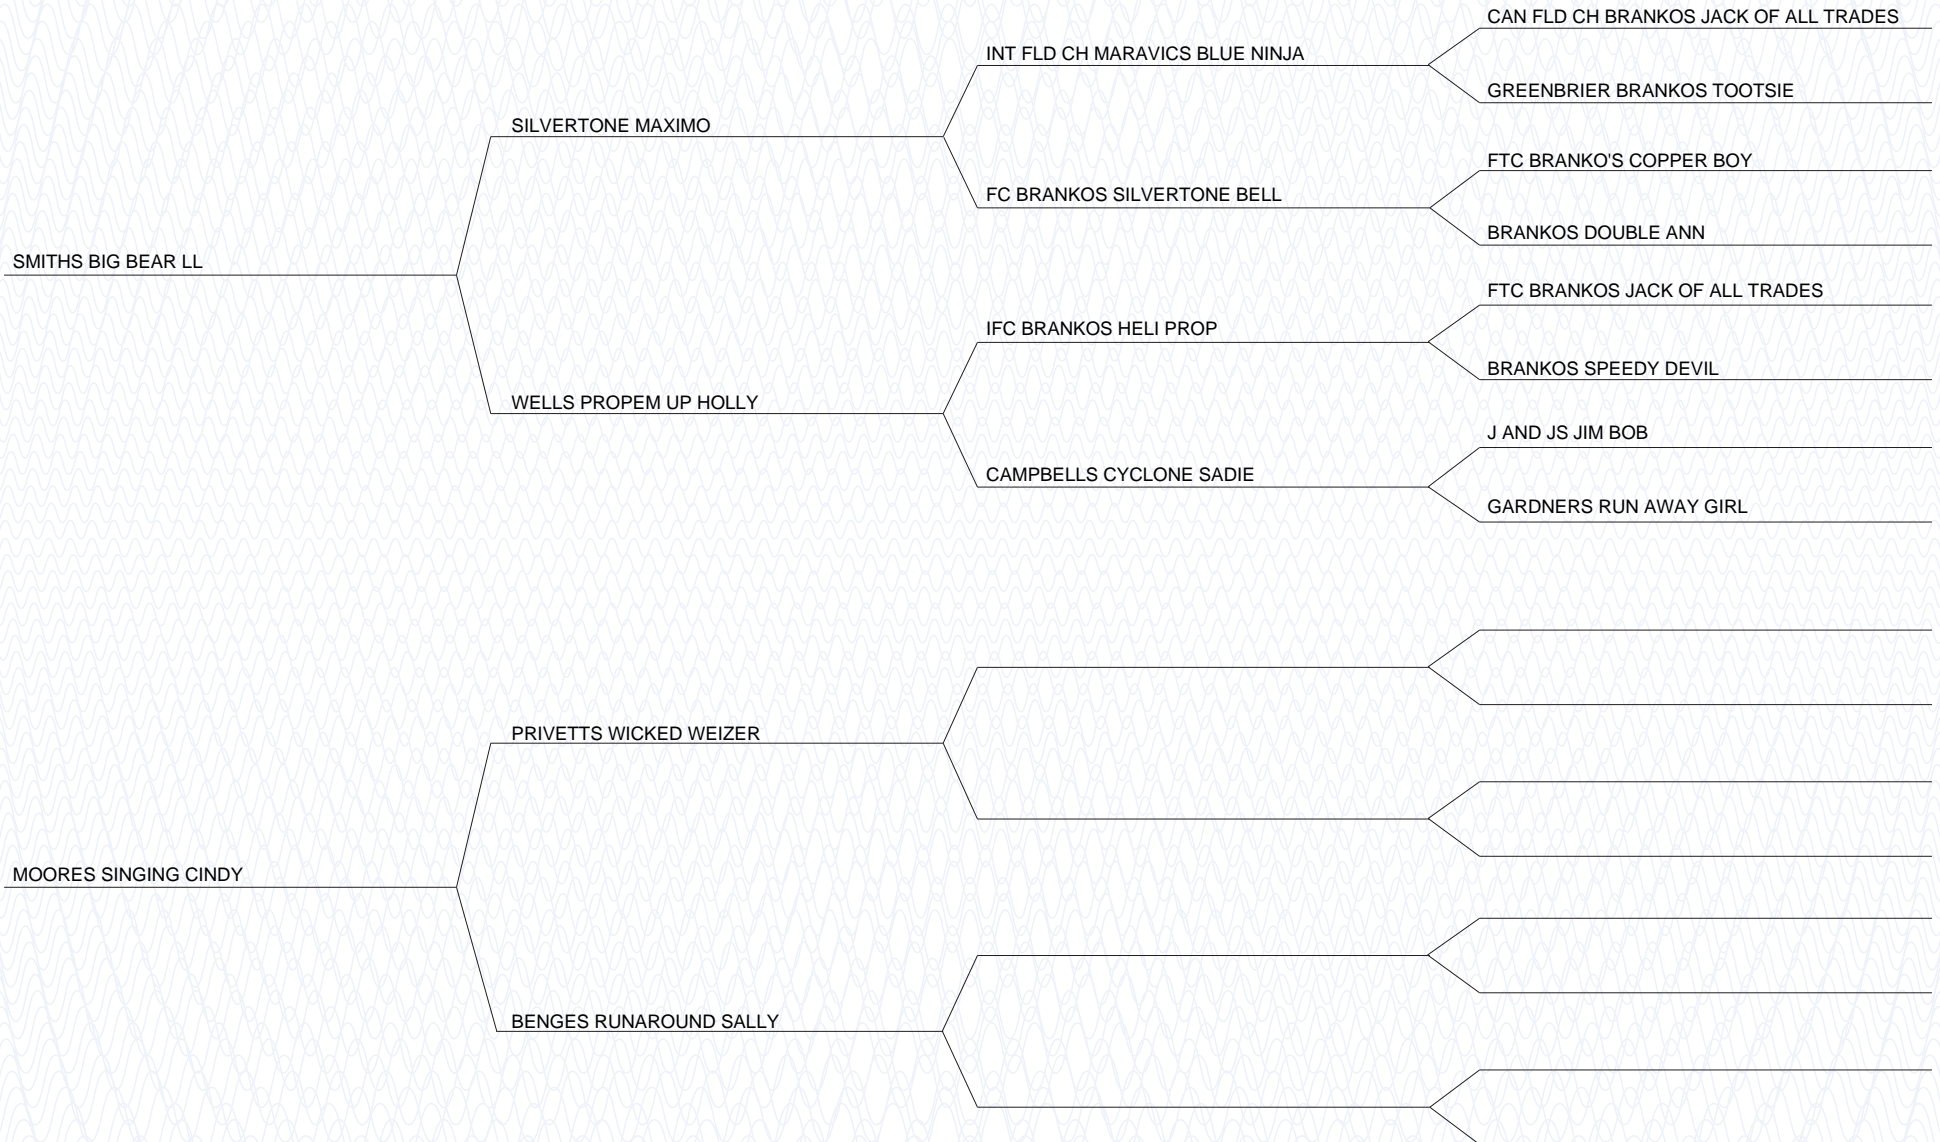 CAN FLD CH BRANKOS JACK OF ALL TRADES
INT FLD CH MARAVICS BLUE NINJA
GREENBRIER BRANKOS TOOTSIE
SILVERTONE MAXIMO
FTC BRANKO'S COPPER BOY
FC BRANKOS SILVERTONE BELL
BRANKOS DOUBLE ANN
SMITHS BIG BEAR LL
FTC BRANKOS JACK OF ALL TRADES
IFC BRANKOS HELI PROP
BRANKOS SPEEDY DEVIL
WELLS PROPEM UP HOLLY
J AND JS JIM BOB
CAMPBELLS CYCLONE SADIE
GARDNERS RUN AWAY GIRL
PRIVETTS WICKED WEIZER
MOORES SINGING CINDY
BENGES RUNAROUND SALLY